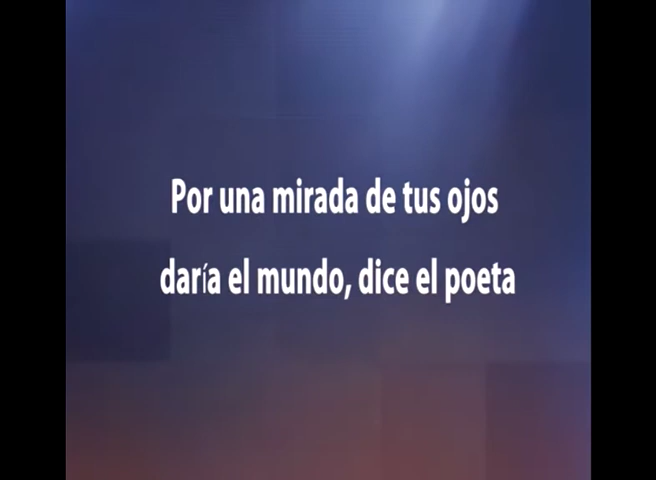 Por una mirada de tus ojos
daría el mundo, dice el poeta